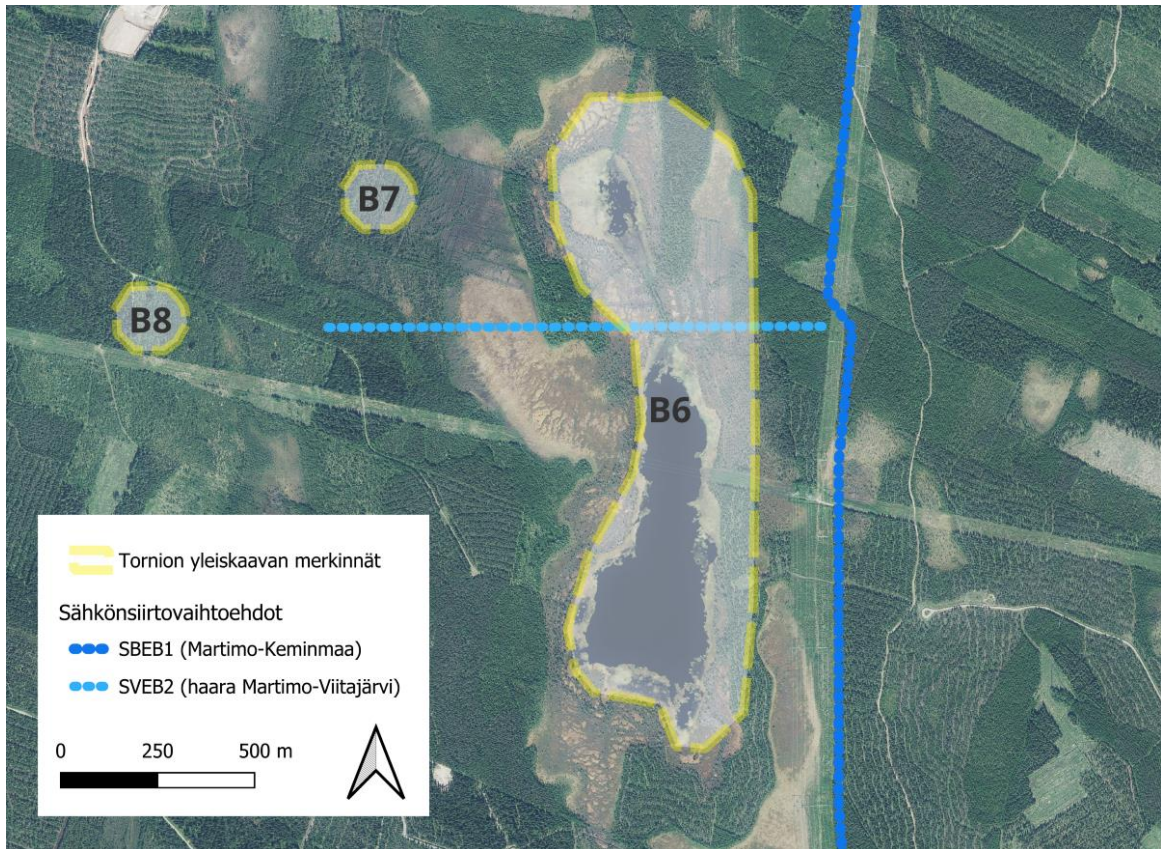 B7
B8
B6
Tornion yleiskaavan merkinnät
Sähkönsiirtovaihtoehdot
SBEB1 (Martimo-Keminmaa)
SVEB2 (haara Martimo-Viitajärvi)
0 250 500 m